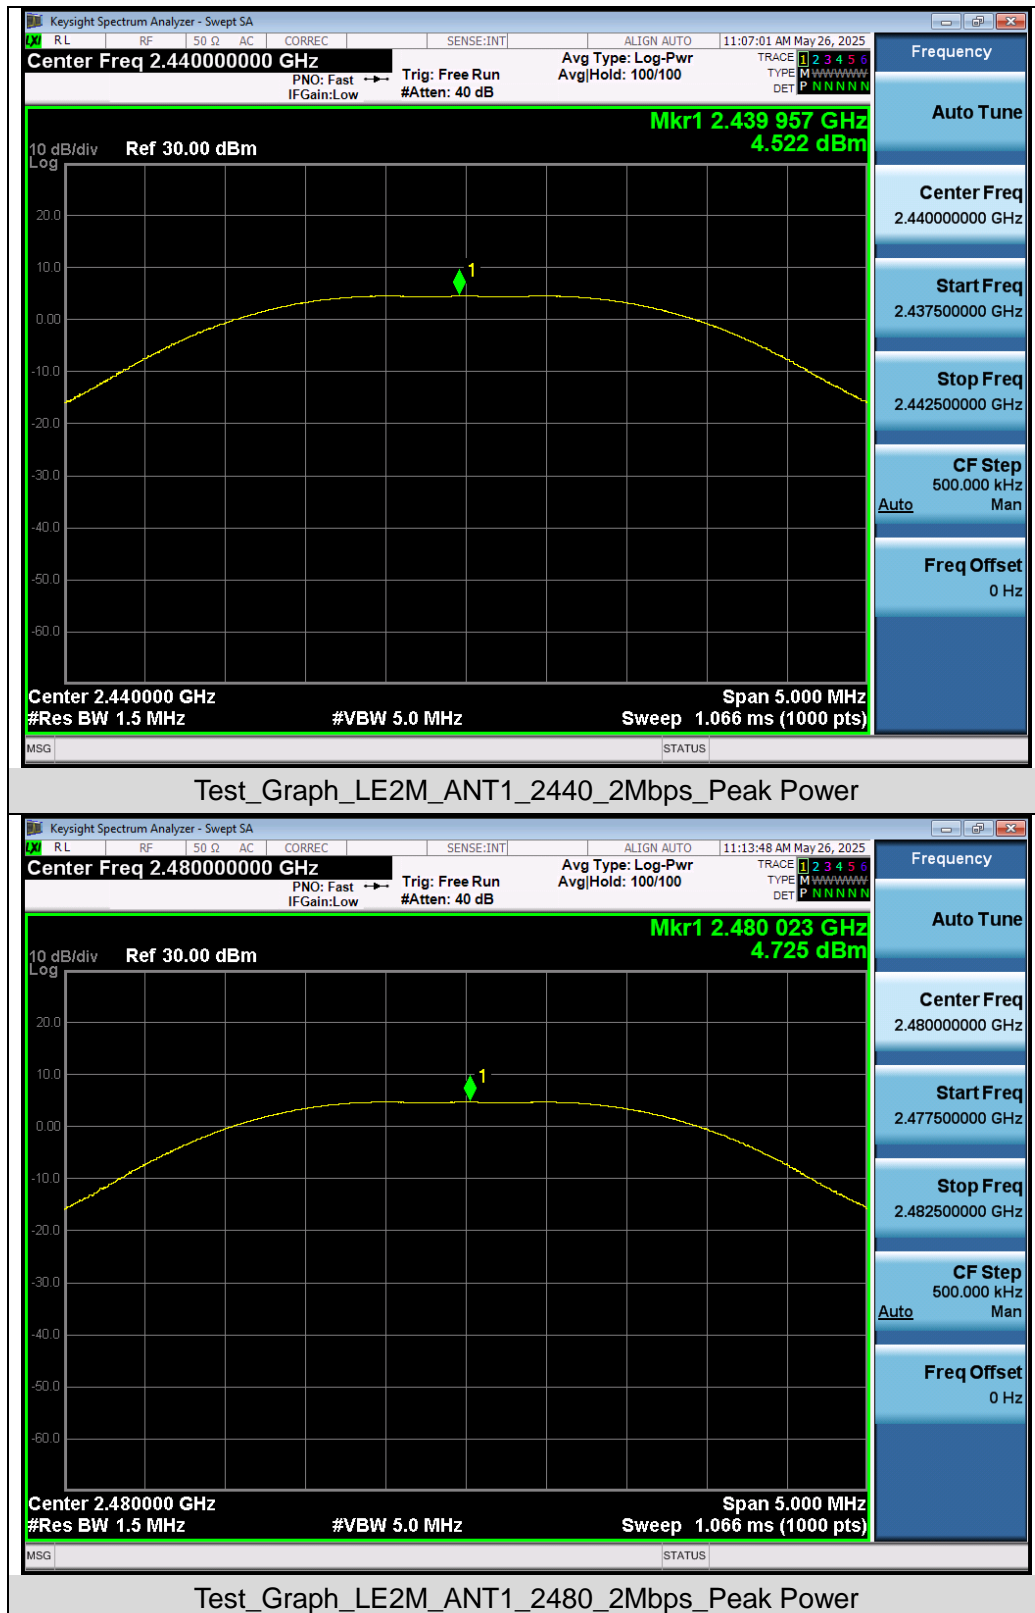 Keysight Spectrum Analyzer - Swept SA
LXI RL RF 50 Ω AC CORREC SENSE:INT ALIGN AUTO 11:07:01 AM May 26, 2025
Center Freq 2.440000000 GHz
Avg Type: Log-Pwr
TRACE 1 2 3 4 5 6
PNO: Fast
Trig: Free Run
Avg|Hold: 100/100
TYPE M WWWWW
IFGain:Low
#Atten: 40 dB
DET P N N N N N
Mkr1 2.439 957 GHz
4.522 dBm
10 dB/div Ref 30.00 dBm
Log
20.0
10.0
1
0.00
-10.0
-20.0
-30.0
-40.0
-50.0
-60.0
Center 2.440000 GHz
Span 5.000 MHz
#Res BW 1.5 MHz
#VBW 5.0 MHz
Sweep 1.066 ms (1000 pts)
MSG
STATUS
Frequency
Auto Tune
Center Freq
2.440000000 GHz
Start Freq
2.437500000 GHz
Stop Freq
2.442500000 GHz
CF Step
500.000 kHz
Auto Man
Freq Offset
0 Hz
Test_Graph_LE2M_ANT1_2440_2Mbps_Peak Power
Keysight Spectrum Analyzer - Swept SA
LXI RL RF 50 Ω AC CORREC SENSE:INT ALIGN AUTO 11:13:48 AM May 26, 2025
Center Freq 2.480000000 GHz
Avg Type: Log-Pwr
TRACE 1 2 3 4 5 6
PNO: Fast
Trig: Free Run
Avg|Hold: 100/100
TYPE M WWWWW
IFGain:Low
#Atten: 40 dB
DET P N N N N N
Mkr1 2.480 023 GHz
4.725 dBm
10 dB/div Ref 30.00 dBm
Log
20.0
10.0
1
0.00
-10.0
-20.0
-30.0
-40.0
-50.0
-60.0
Center 2.480000 GHz
Span 5.000 MHz
#Res BW 1.5 MHz
#VBW 5.0 MHz
Sweep 1.066 ms (1000 pts)
MSG
STATUS
Frequency
Auto Tune
Center Freq
2.480000000 GHz
Start Freq
2.477500000 GHz
Stop Freq
2.482500000 GHz
CF Step
500.000 kHz
Auto Man
Freq Offset
0 Hz
Test_Graph_LE2M_ANT1_2480_2Mbps_Peak Power